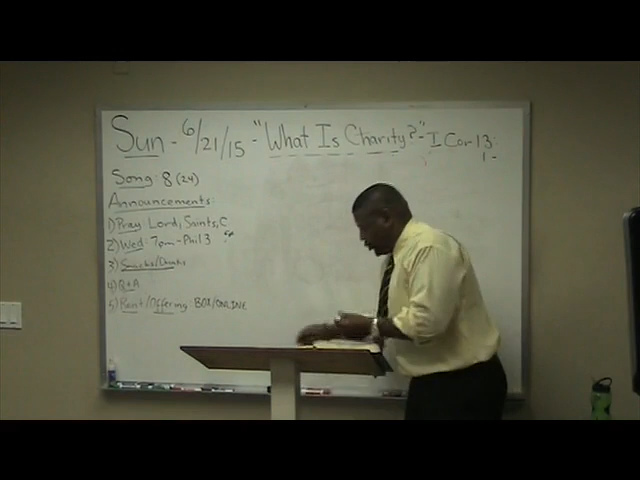 Sun - 6/21/15 - "What Is Charity?" - I Cor 13:
1 -
Song: 8 (24)
Announcements:
1) Pray: Lord, Saints, C
2) Wed: 7pm - Phil 3
3) Snacks/Drinks
4) Q+A
5) Rent/Offering: BOX/ONLINE